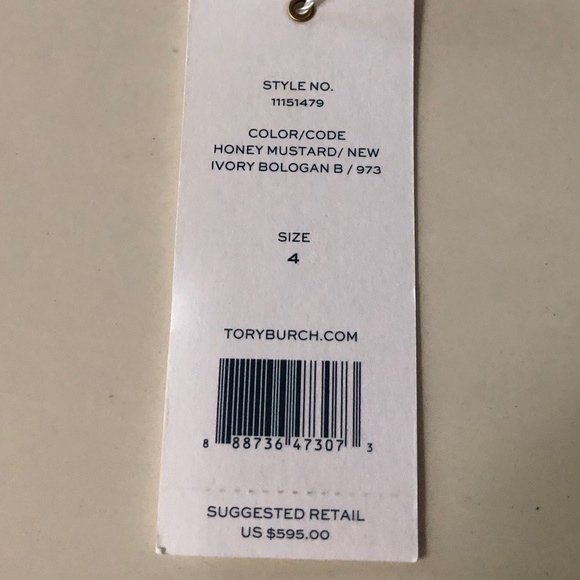 STYLE NO.
11151479
COLOR/CODE
HONEY MUSTARD/ NEW
IVORY BOLOGAN B / 973
SIZE
4
TORYBURCH.COM
8 88736 47307 3
SUGGESTED RETAIL
US $595.00